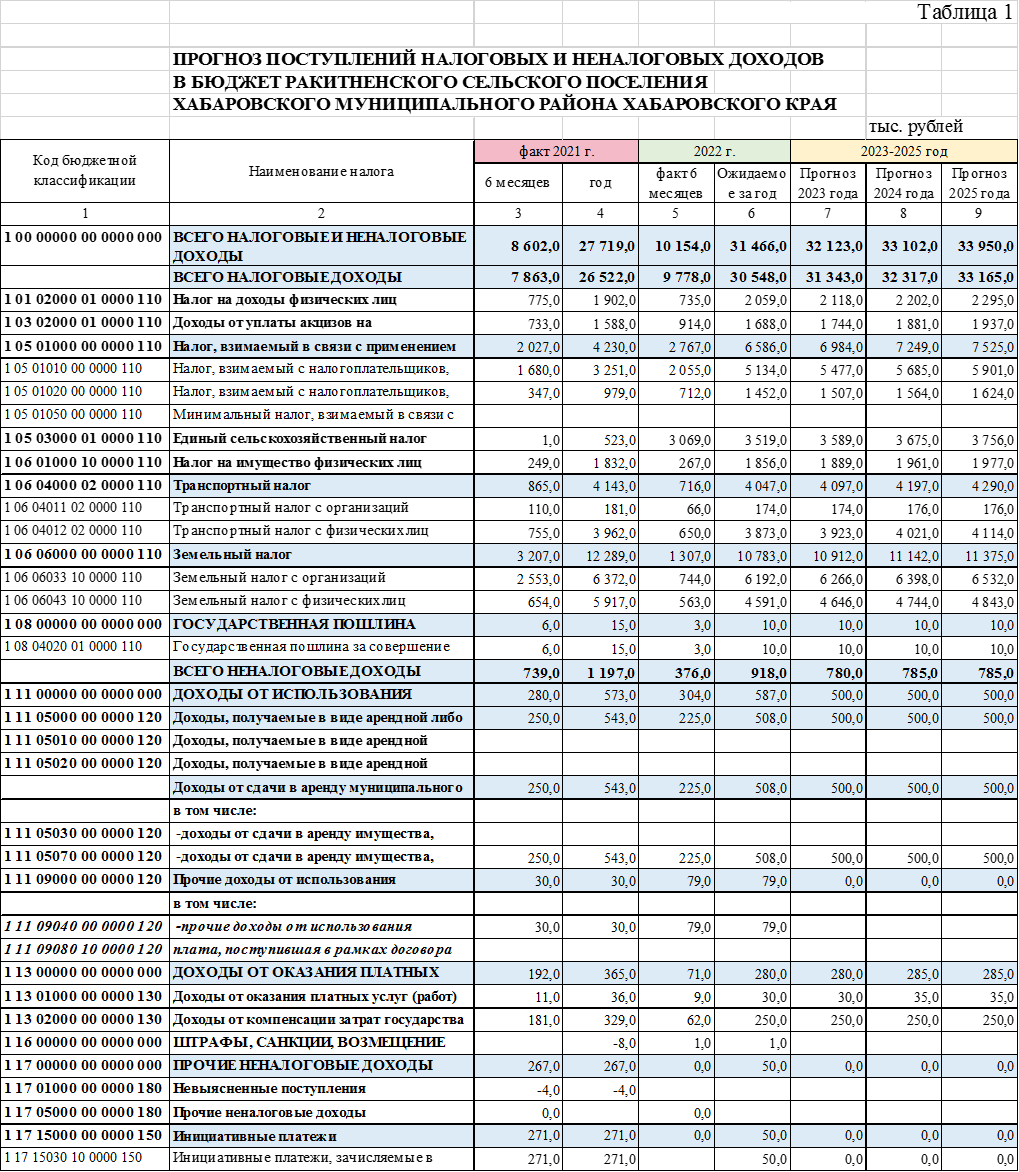 Таблица 1
ПРОГНОЗ ПОСТУПЛЕНИЙ НАЛОГОВЫХ И НЕНАЛОГОВЫХ ДОХОДОВ
В БЮДЖЕТ РАКИТНЕНСКОГО СЕЛЬСКОГО ПОСЕЛЕНИЯ
ХАБАРОВСКОГО МУНИЦИПАЛЬНОГО РАЙОНА ХАБАРОВСКОГО КРАЯ
тыс. рублей
Код бюджетной классификации Наименование налога факт 2021 г. 2022 г. 2023-2025 год
6 месяцев год факт 6 месяцев Ожидаемое за год Прогноз 2023 года Прогноз 2024 года Прогноз 2025 года
1 2 3 4 5 6 7 8 9
1 00 00000 00 0000 000 ВСЕГО НАЛОГОВЫЕ И НЕНАЛОГОВЫЕ ДОХОДЫ 8 602,0 27 719,0 10 154,0 31 466,0 32 123,0 33 102,0 33 950,0
ВСЕГО НАЛОГОВЫЕ ДОХОДЫ 7 863,0 26 522,0 9 778,0 30 548,0 31 343,0 32 317,0 33 165,0
1 01 02000 01 0000 110 Налог на доходы физических лиц 775,0 1 902,0 735,0 2 059,0 2 118,0 2 202,0 2 295,0
1 03 02000 01 0000 110 Доходы от уплаты акцизов на 733,0 1 588,0 914,0 1 688,0 1 744,0 1 881,0 1 937,0
1 05 01000 00 0000 110 Налог, взимаемый в связи с применением 2 027,0 4 230,0 2 767,0 6 586,0 6 984,0 7 249,0 7 525,0
1 05 01010 00 0000 110 Налог, взимаемый с налогоплательщиков, 1 680,0 3 251,0 2 055,0 5 134,0 5 477,0 5 685,0 5 901,0
1 05 01020 00 0000 110 Налог, взимаемый с налогоплательщиков, 347,0 979,0 712,0 1 452,0 1 507,0 1 564,0 1 624,0
1 05 01050 00 0000 110 Минимальный налог, взимаемый в связи с
1 05 03000 01 0000 110 Единый сельскохозяйственный налог 1,0 523,0 3 069,0 3 519,0 3 589,0 3 675,0 3 756,0
1 06 01000 10 0000 110 Налог на имущество физических лиц 249,0 1 832,0 267,0 1 856,0 1 889,0 1 961,0 1 977,0
1 06 04000 02 0000 110 Транспортный налог 865,0 4 143,0 716,0 4 047,0 4 097,0 4 197,0 4 290,0
1 06 04011 02 0000 110 Транспортный налог с организаций 110,0 181,0 66,0 174,0 174,0 176,0 176,0
1 06 04012 02 0000 110 Транспортный налог с физических лиц 755,0 3 962,0 650,0 3 873,0 3 923,0 4 021,0 4 114,0
1 06 06000 00 0000 110 Земельный налог 3 207,0 12 289,0 1 307,0 10 783,0 10 912,0 11 142,0 11 375,0
1 06 06033 10 0000 110 Земельный налог с организаций 2 553,0 6 372,0 744,0 6 192,0 6 266,0 6 398,0 6 532,0
1 06 06043 10 0000 110 Земельный налог с физических лиц 654,0 5 917,0 563,0 4 591,0 4 646,0 4 744,0 4 843,0
1 08 00000 00 0000 000 ГОСУДАРСТВЕННАЯ ПОШЛИНА 6,0 15,0 3,0 10,0 10,0 10,0 10,0
1 08 04020 01 0000 110 Государственная пошлина за совершение 6,0 15,0 3,0 10,0 10,0 10,0 10,0
ВСЕГО НЕНАЛОГОВЫЕ ДОХОДЫ 739,0 1 197,0 376,0 918,0 780,0 785,0 785,0
1 11 00000 00 0000 000 ДОХОДЫ ОТ ИСПОЛЬЗОВАНИЯ 280,0 573,0 304,0 587,0 500,0 500,0 500,0
1 11 05000 00 0000 120 Доходы, получаемые в виде арендной либо 250,0 543,0 225,0 508,0 500,0 500,0 500,0
1 11 05010 00 0000 120 Доходы, получаемые в виде арендной
1 11 05020 00 0000 120 Доходы, получаемые в виде арендной
Доходы от сдачи в аренду муниципального 250,0 543,0 225,0 508,0 500,0 500,0 500,0
в том числе:
1 11 05030 00 0000 120 -доходы от сдачи в аренду имущества,
1 11 05070 00 0000 120 -доходы от сдачи в аренду имущества, 250,0 543,0 225,0 508,0 500,0 500,0 500,0
1 11 09000 00 0000 120 Прочие доходы от использования 30,0 30,0 79,0 79,0 0,0 0,0 0,0
в том числе:
1 11 09040 00 0000 120 -прочие доходы от использования 30,0 30,0 79,0 79,0
1 11 09080 10 0000 120 плата, поступившая в рамках договора
1 13 00000 00 0000 000 ДОХОДЫ ОТ ОКАЗАНИЯ ПЛАТНЫХ 192,0 365,0 71,0 280,0 280,0 285,0 285,0
1 13 01000 00 0000 130 Доходы от оказания платных услуг (работ) 11,0 36,0 9,0 30,0 30,0 35,0 35,0
1 13 02000 00 0000 130 Доходы от компенсации затрат государства 181,0 329,0 62,0 250,0 250,0 250,0 250,0
1 16 00000 00 0000 000 ШТРАФЫ, САНКЦИИ, ВОЗМЕЩЕНИЕ -8,0 1,0 1,0
1 17 00000 00 0000 000 ПРОЧИЕ НЕНАЛОГОВЫЕ ДОХОДЫ 267,0 267,0 0,0 50,0 0,0 0,0 0,0
1 17 01000 00 0000 180 Невыясненные поступления -4,0 -4,0
1 17 05000 00 0000 180 Прочие неналоговые доходы 0,0 0,0
1 17 15000 00 0000 150 Инициативные платежи 271,0 271,0 0,0 50,0 0,0 0,0 0,0
1 17 15030 10 0000 150 Инициативные платежи, зачисляемые в 271,0 271,0 50,0 0,0 0,0 0,0